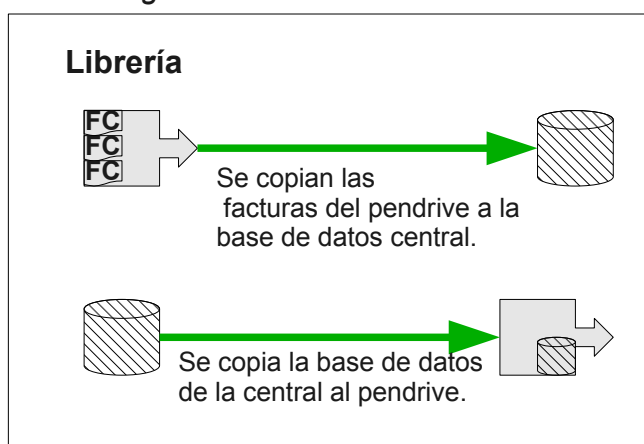 Librería
FC
FC
FC
Se copian las
facturas del pendrive a la
base de datos central.
Se copia la base de datos
de la central al pendrive.